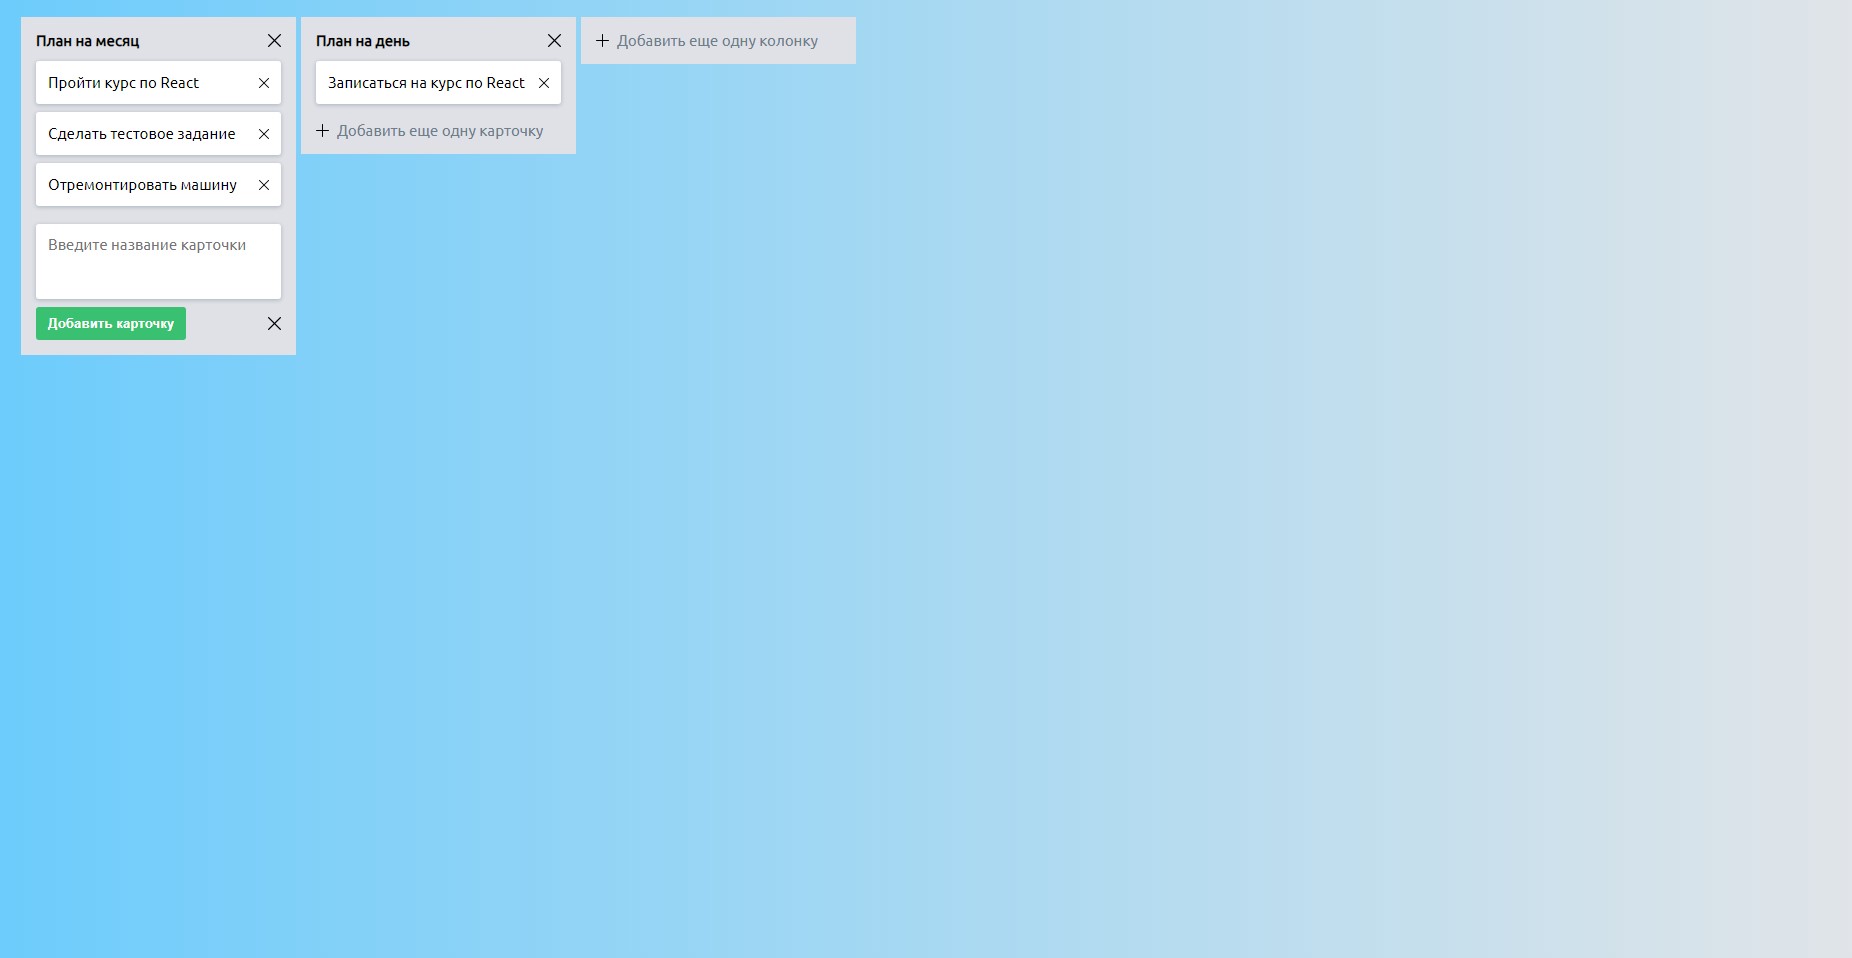 План на месяц
Пройти курс по React
Сделать тестовое задание
Отремонтировать машину
Введите название карточки
Добавить карточку
План на день
Записаться на курс по React
Добавить еще одну карточку
Добавить еще одну колонку